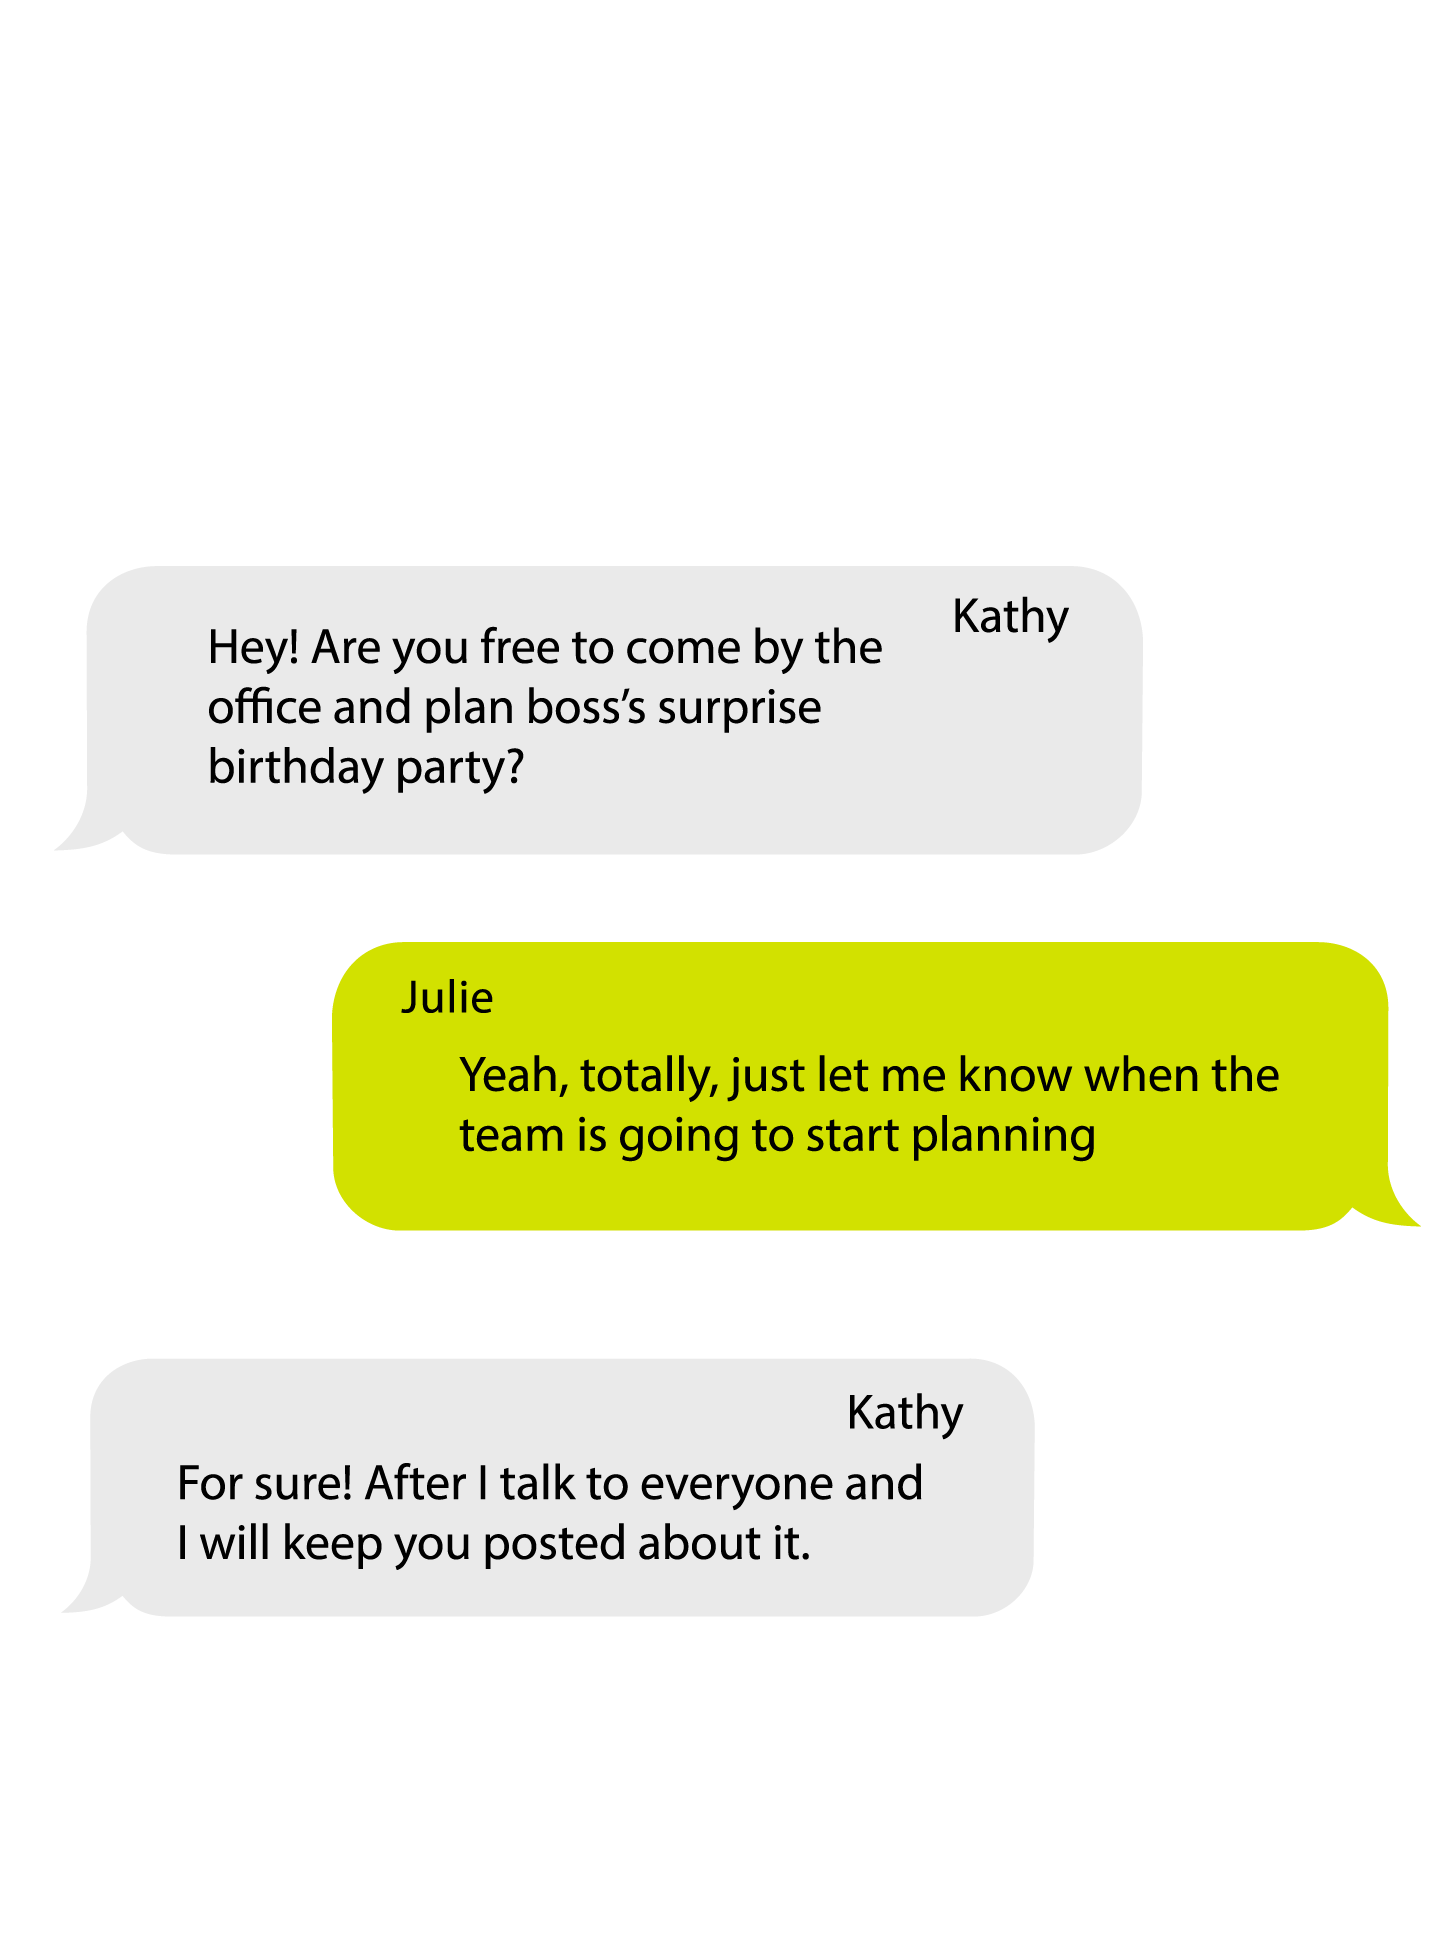 Kathy
Hey! Are you free to come by the
office and plan boss’s surprise
birthday party?
Julie
Yeah, totally, just let me know when the
team is going to start planning
Kathy
For sure! After I talk to everyone and
I will keep you posted about it.